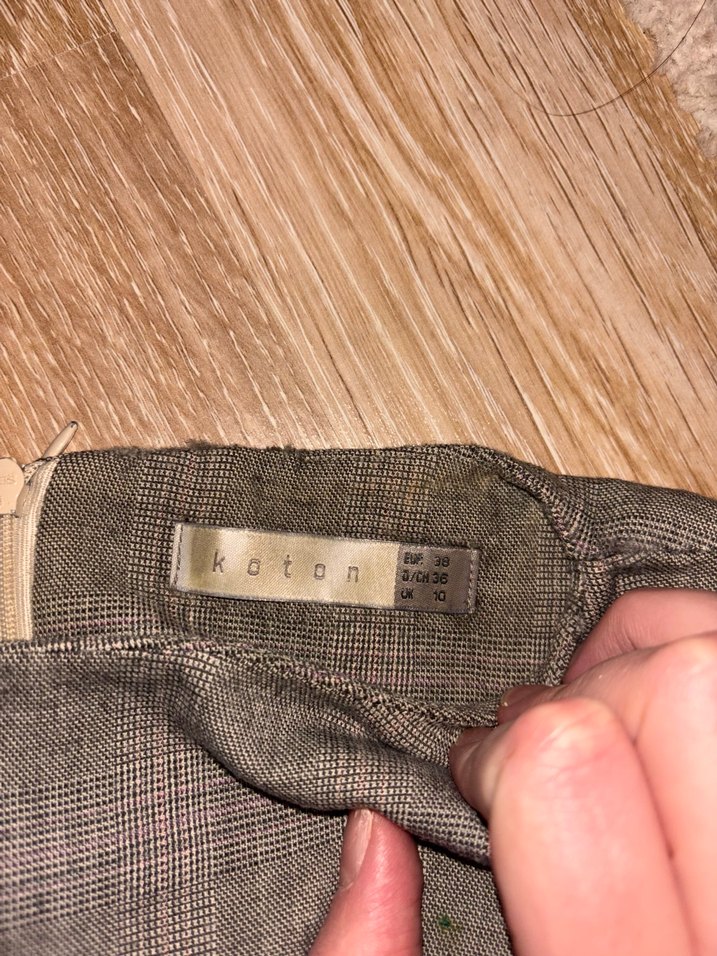 koton
EUR 38
D/CH 36
UK 10